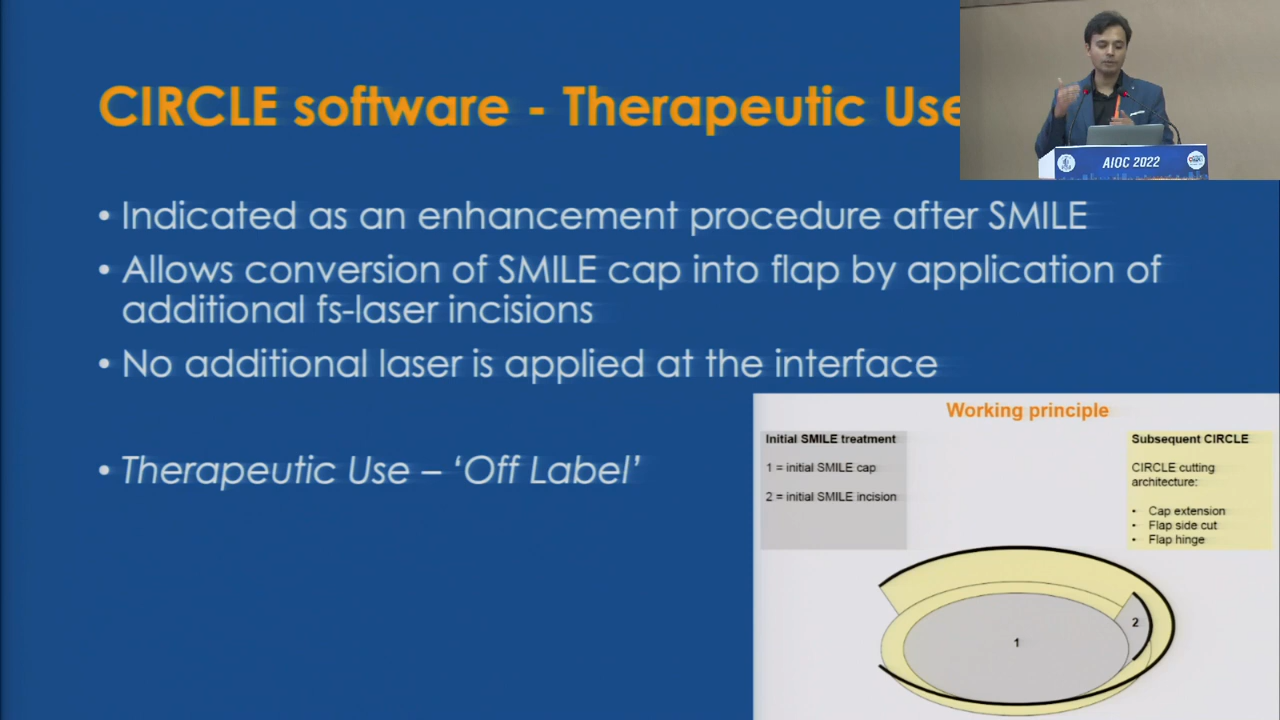 CIRCLE software - Therapeutic Use
AIOC 2022
• Indicated as an enhancement procedure after SMILE
• Allows conversion of SMILE cap into flap by application of
additional fs-laser incisions
• No additional laser is applied at the interface
• Therapeutic Use – ‘Off Label’
Working principle
Initial SMILE treatment
1 = initial SMILE cap
2 = initial SMILE incision
Subsequent CIRCLE
CIRCLE cutting
architecture:
• Cap extension
• Flap side cut
• Flap hinge
2
1